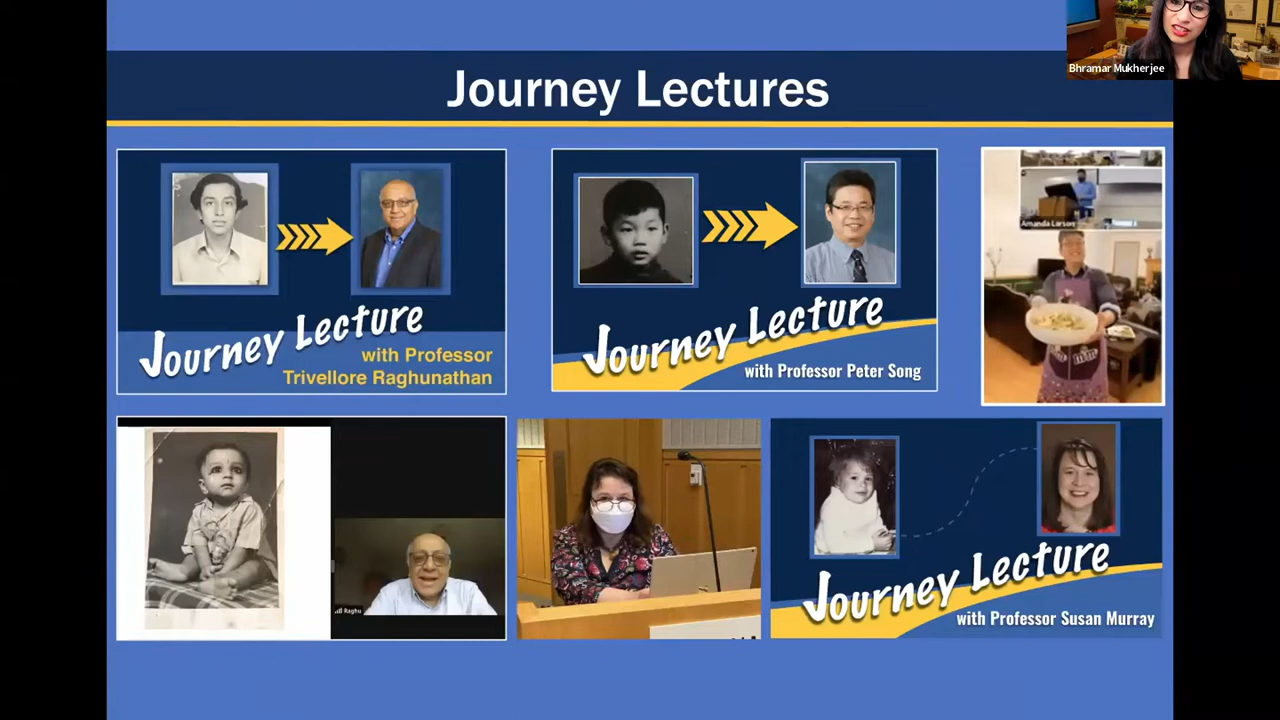 Bhramar Mukherjee
Journey Lectures
Journey Lecture
with Professor
Trivellore Raghunathan
Journey Lecture
with Professor Peter Song
Amanda Larson
Raghu
Journey Lecture
with Professor Susan Murray